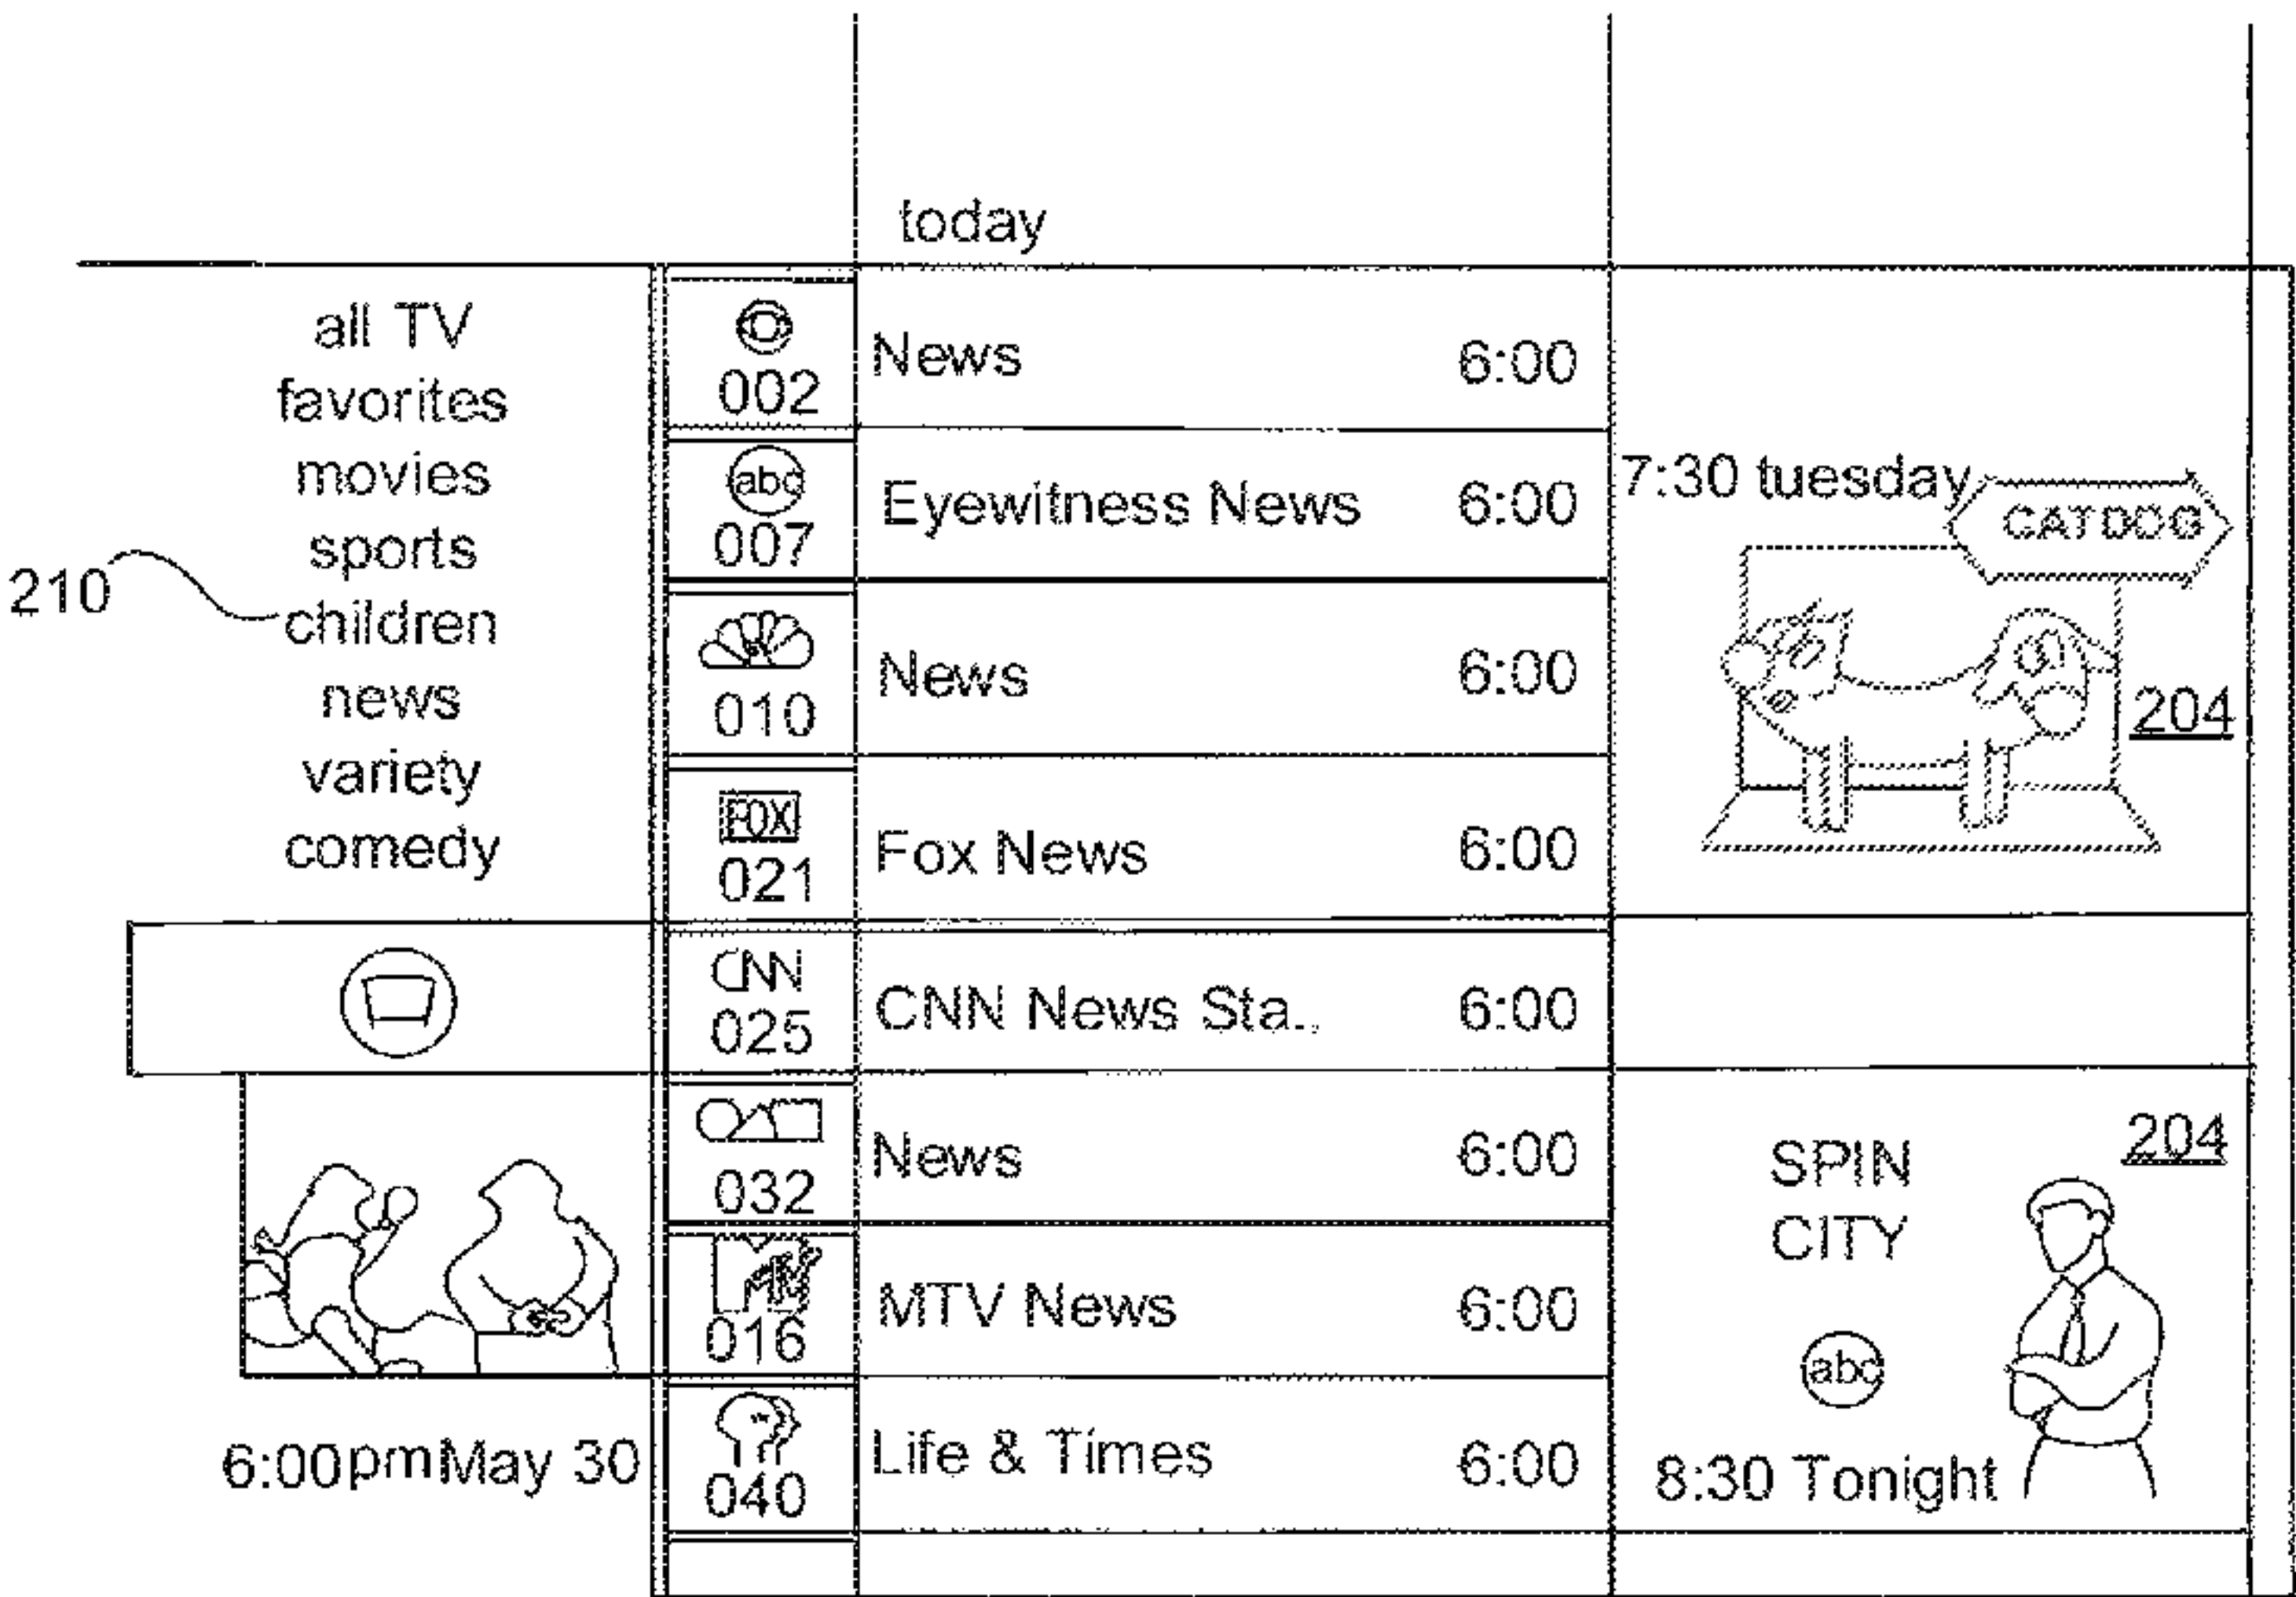 today
all TV
favorites
movies
sports
210
children
news
variety
comedy
6:00pm May 30
002
News 6:00
abc
007
Eyewitness News 6:00
010
News 6:00
FOX
021
Fox News 6:00
CNN
025
CNN News Sta.. 6:00
032
News 6:00
MTV
016
MTV News 6:00
040
Life & Times 6:00
7:30 tuesday
CATDOG
204
204
SPIN
CITY
abc
8:30 Tonight